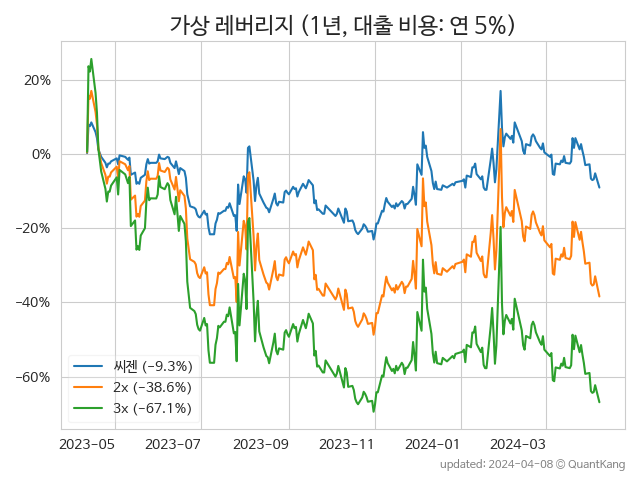 가상 레버리지 (1년, 대출 비용: 연 5%)
20%
0%
−20%
−40%
−60%
씨젠 (−9.3%)
2x (−38.6%)
3x (−67.1%)
2023−05 2023−07 2023−09 2023−11 2024−01 2024−03
updated: 2024−04−08 © QuantKang